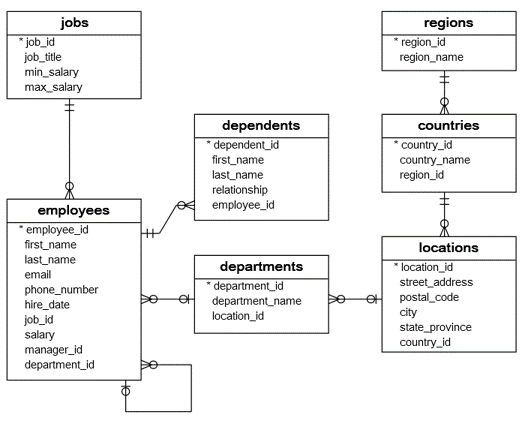 jobs
* job_id
job_title
min_salary
max_salary
regions
* region_id
region_name
dependents
* dependent_id
first_name
last_name
relationship
employee_id
countries
* country_id
country_name
region_id
employees
* employee_id
first_name
last_name
email
phone_number
hire_date
job_id
salary
manager_id
department_id
departments
* department_id
department_name
location_id
locations
* location_id
street_address
postal_code
city
state_province
country_id